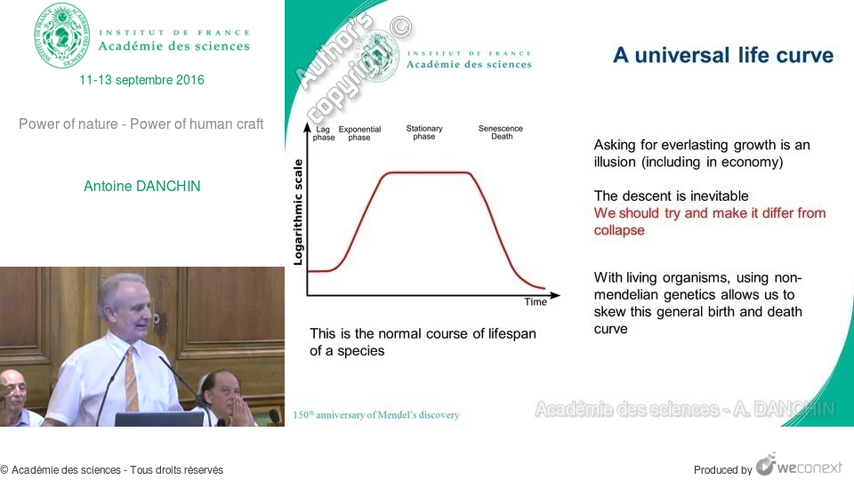 INSTITUT DE FRANCE
Académie des sciences
11-13 septembre 2016
Power of nature - Power of human craft
Antoine DANCHIN
© Académie des sciences - Tous droits réservés
Author's
copyright ©
INSTITUT DE FRANCE
Académie des sciences
A universal life curve
Lag
phase
Exponential
phase
Stationary
phase
Senescence
Death
Logarithmic scale
Time
This is the normal course of lifespan
of a species
Asking for everlasting growth is an
illusion (including in economy)
The descent is inevitable
We should try and make it differ from
collapse
With living organisms, using non-
mendelian genetics allows us to
skew this general birth and death
curve
150th anniversary of Mendel's discovery
Académie des sciences - A. DANCHIN
Produced by weconext